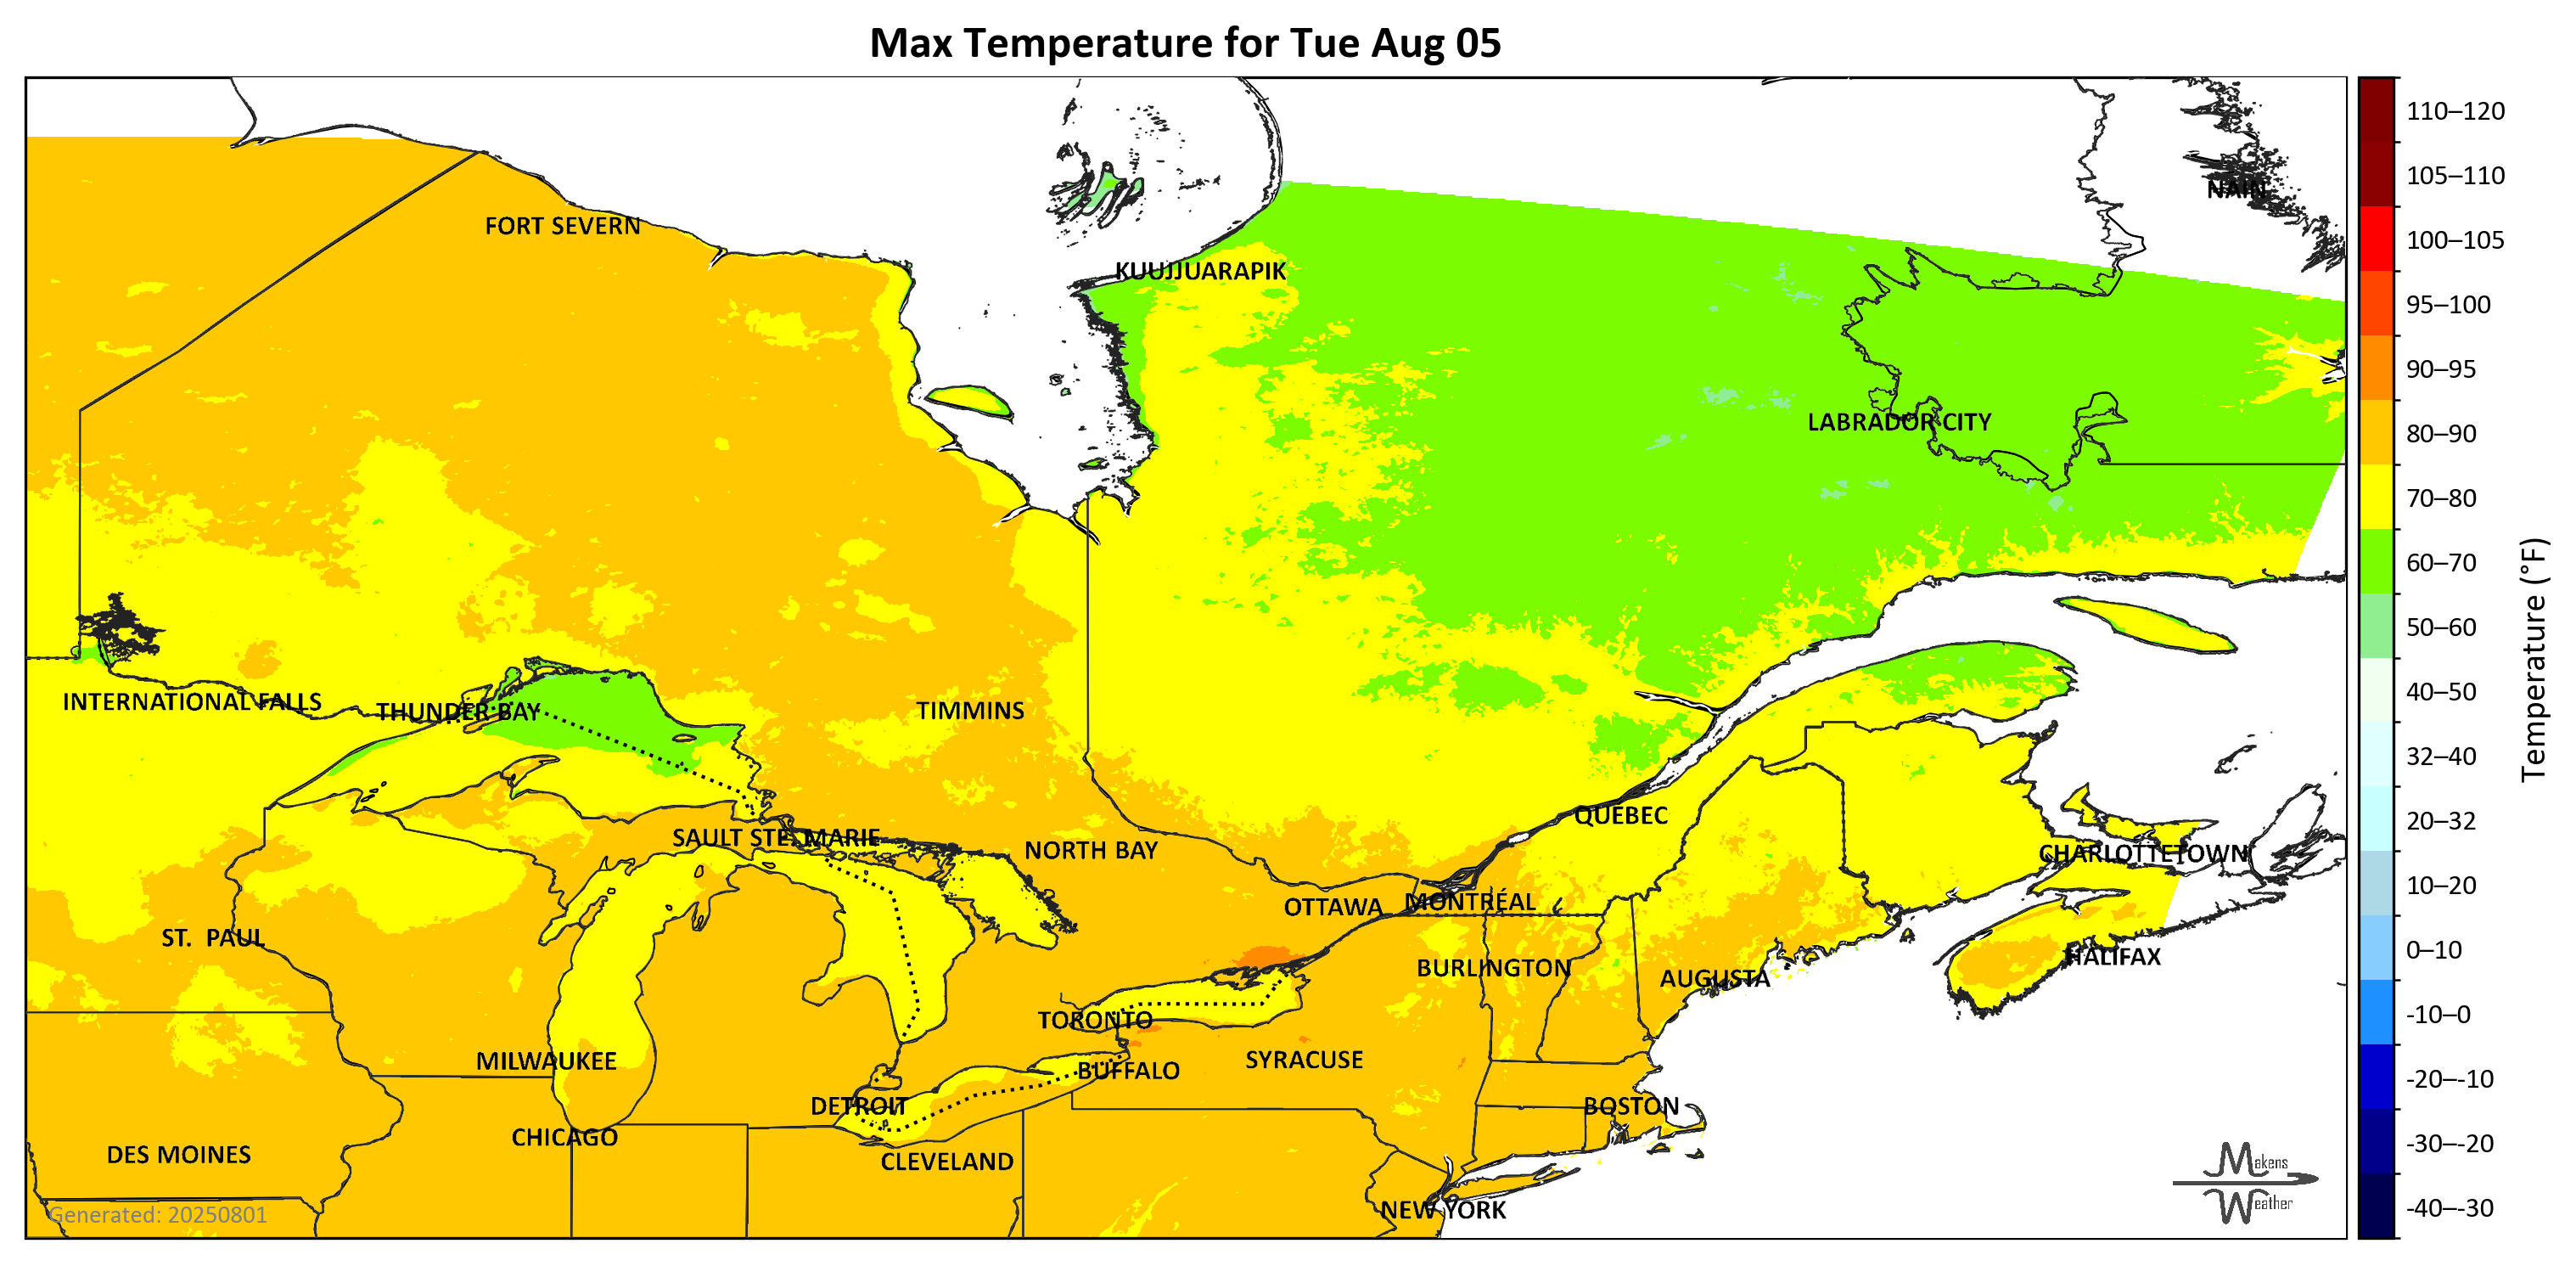 Max Temperature for Tue Aug 05
110–120
105–110
NAIN
FORT SEVERN
100–105
KUUJJUARAPIK
95–100
90–95
LABRADOR CITY
80–90
70–80
60–70
50–60
40–50
INTERNATIONAL FALLS
THUNDER BAY
TIMMINS
32–40
Temperature (°F)
QUÉBEC
20–32
SAULT STE. MARIE
NORTH BAY
CHARLOTTETOWN
10–20
OTTAWA
MONTRÉAL
ST. PAUL
0–10
HALIFAX
BURLINGTON
AUGUSTA
TORONTO
-10–0
MILWAUKEE
SYRACUSE
BUFFALO
-20–-10
DETROIT
BOSTON
CHICAGO
-30–-20
DES MOINES
CLEVELAND
Makens
Weather
NEW YORK
-40–-30
Generated: 20250801